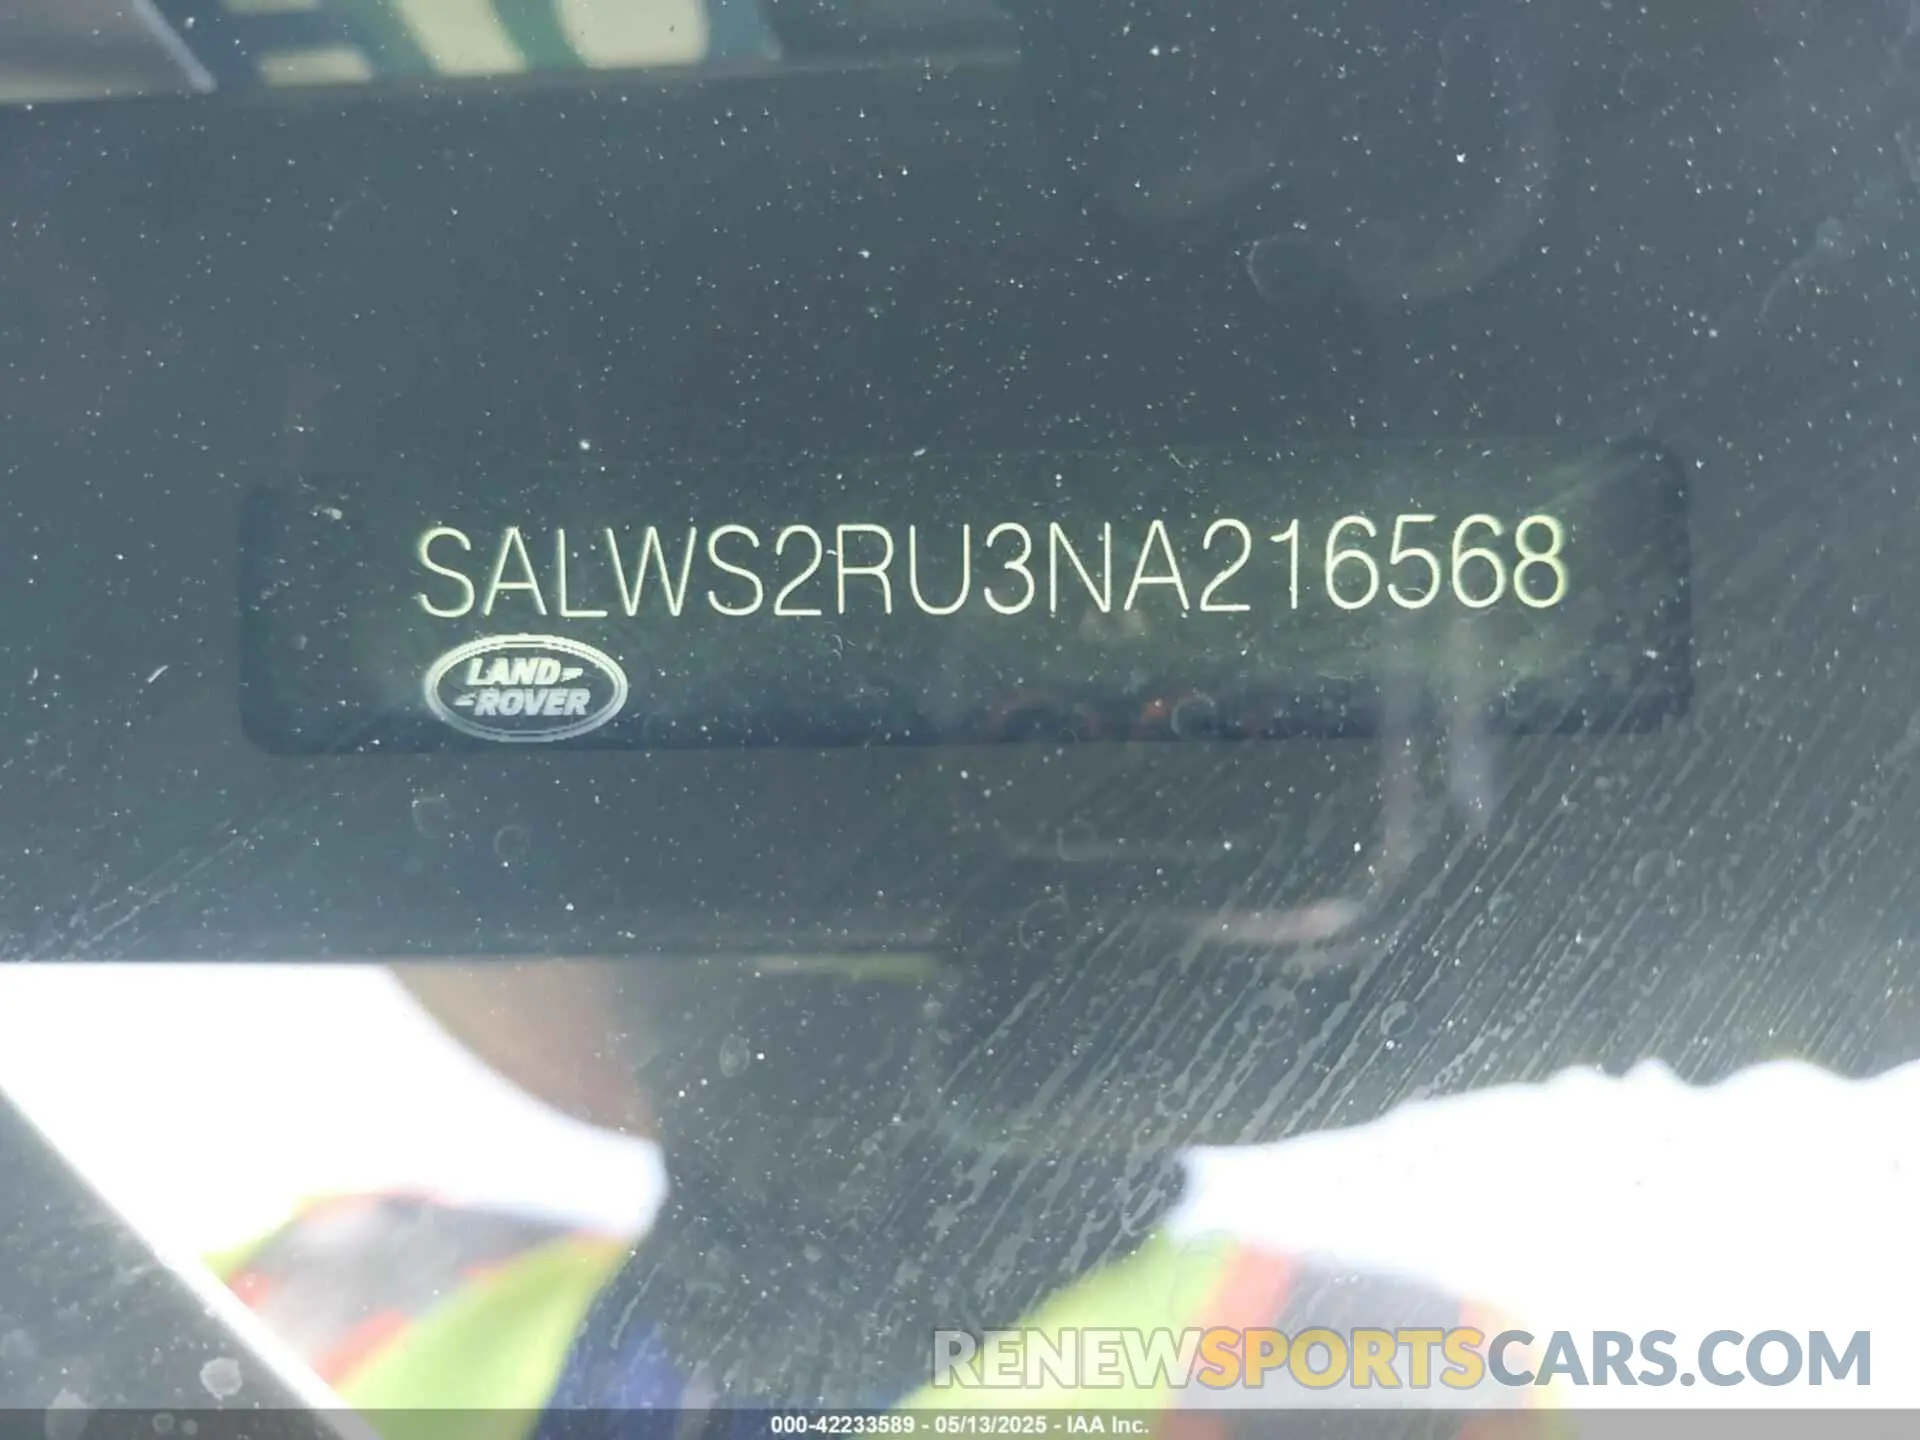 SALWS2RU3NA216568
LAND
ROVER
RENEWSPORTSCARS.COM
000-42233589 - 05/13/2025 - IAA Inc.